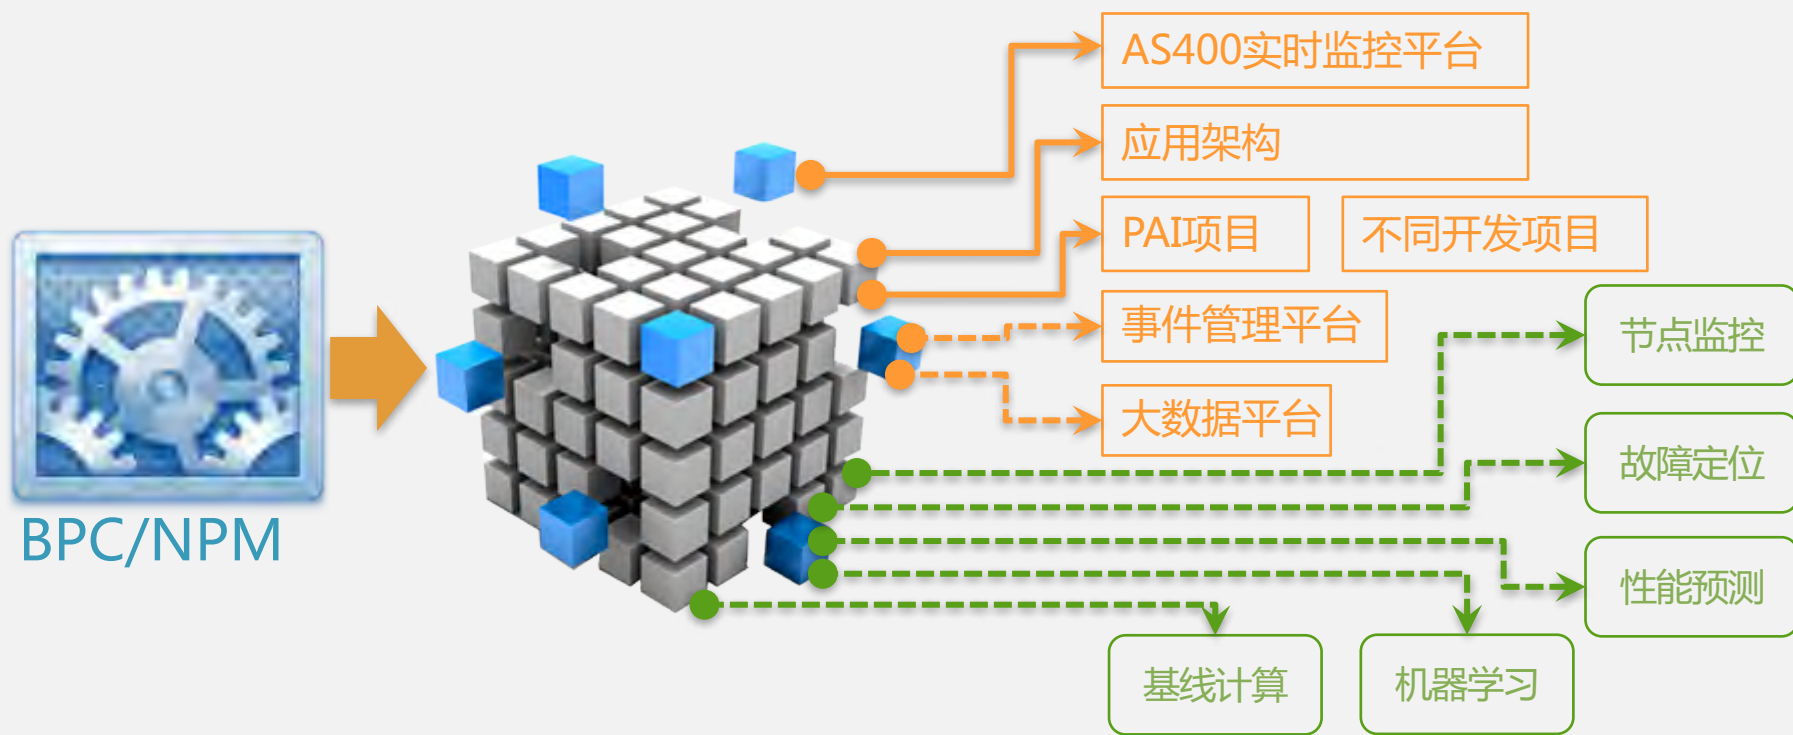 AS400实时监控平台
应用架构
PAI项目
不同开发项目
事件管理平台
节点监控
大数据平台
故障定位
BPC/NPM
性能预测
基线计算
机器学习